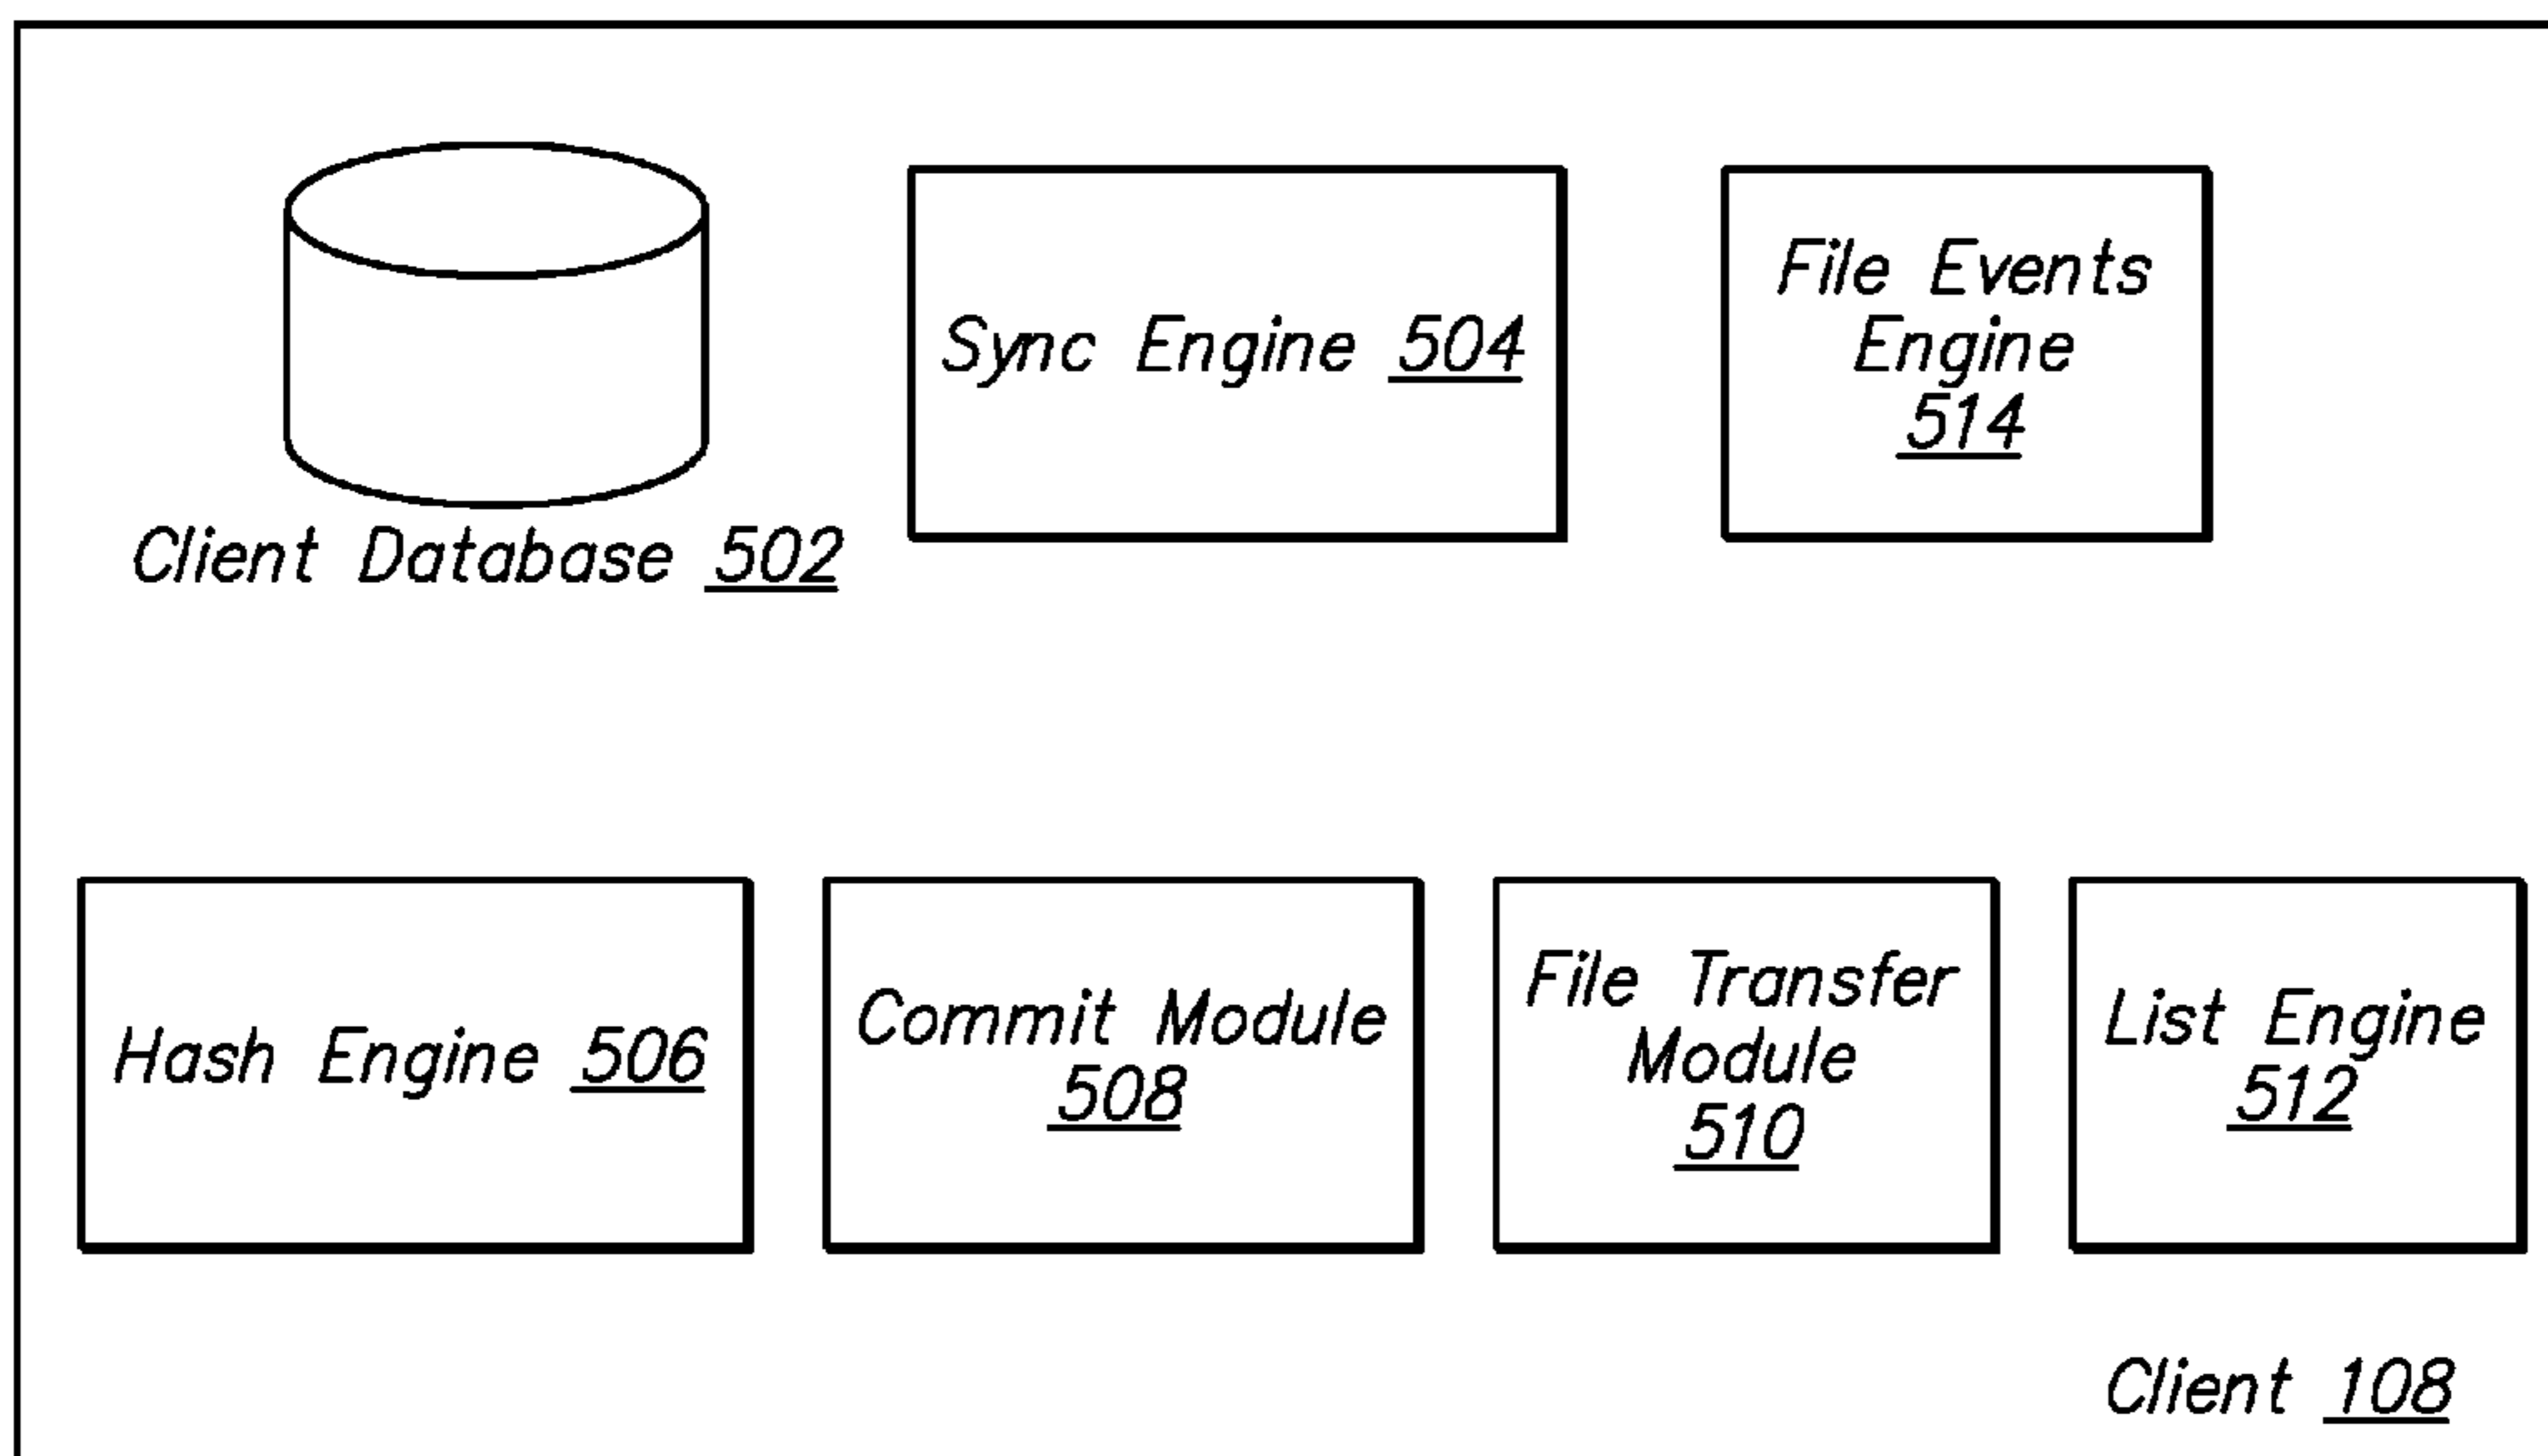 Client Database 502
Sync Engine 504
File Events
Engine
514
Hash Engine 506
Commit Module
508
File Transfer
Module
510
List Engine
512
Client 108